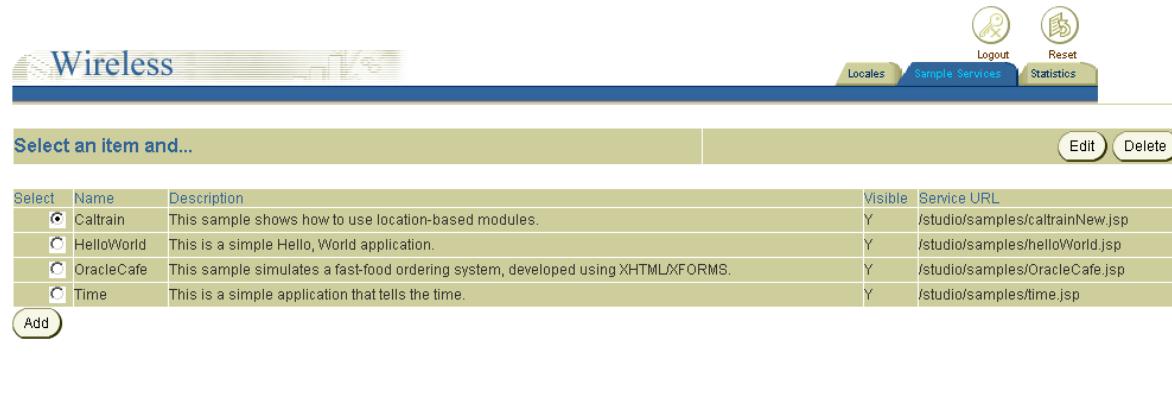 Wireless
Logout Reset
Locales Sample Services Statistics
Select an item and... Edit Delete
Select Name Description Visible Service URL
Caltrain This sample shows how to use location-based modules. Y /studio/samples/caltrainNew.jsp
HelloWorld This is a simple Hello, World application. Y /studio/samples/helloWorld.jsp
OracleCafe This sample simulates a fast-food ordering system, developed using XHTML/XFORMS. Y /studio/samples/OracleCafe.jsp
Time This is a simple application that tells the time. Y /studio/samples/time.jsp
Add